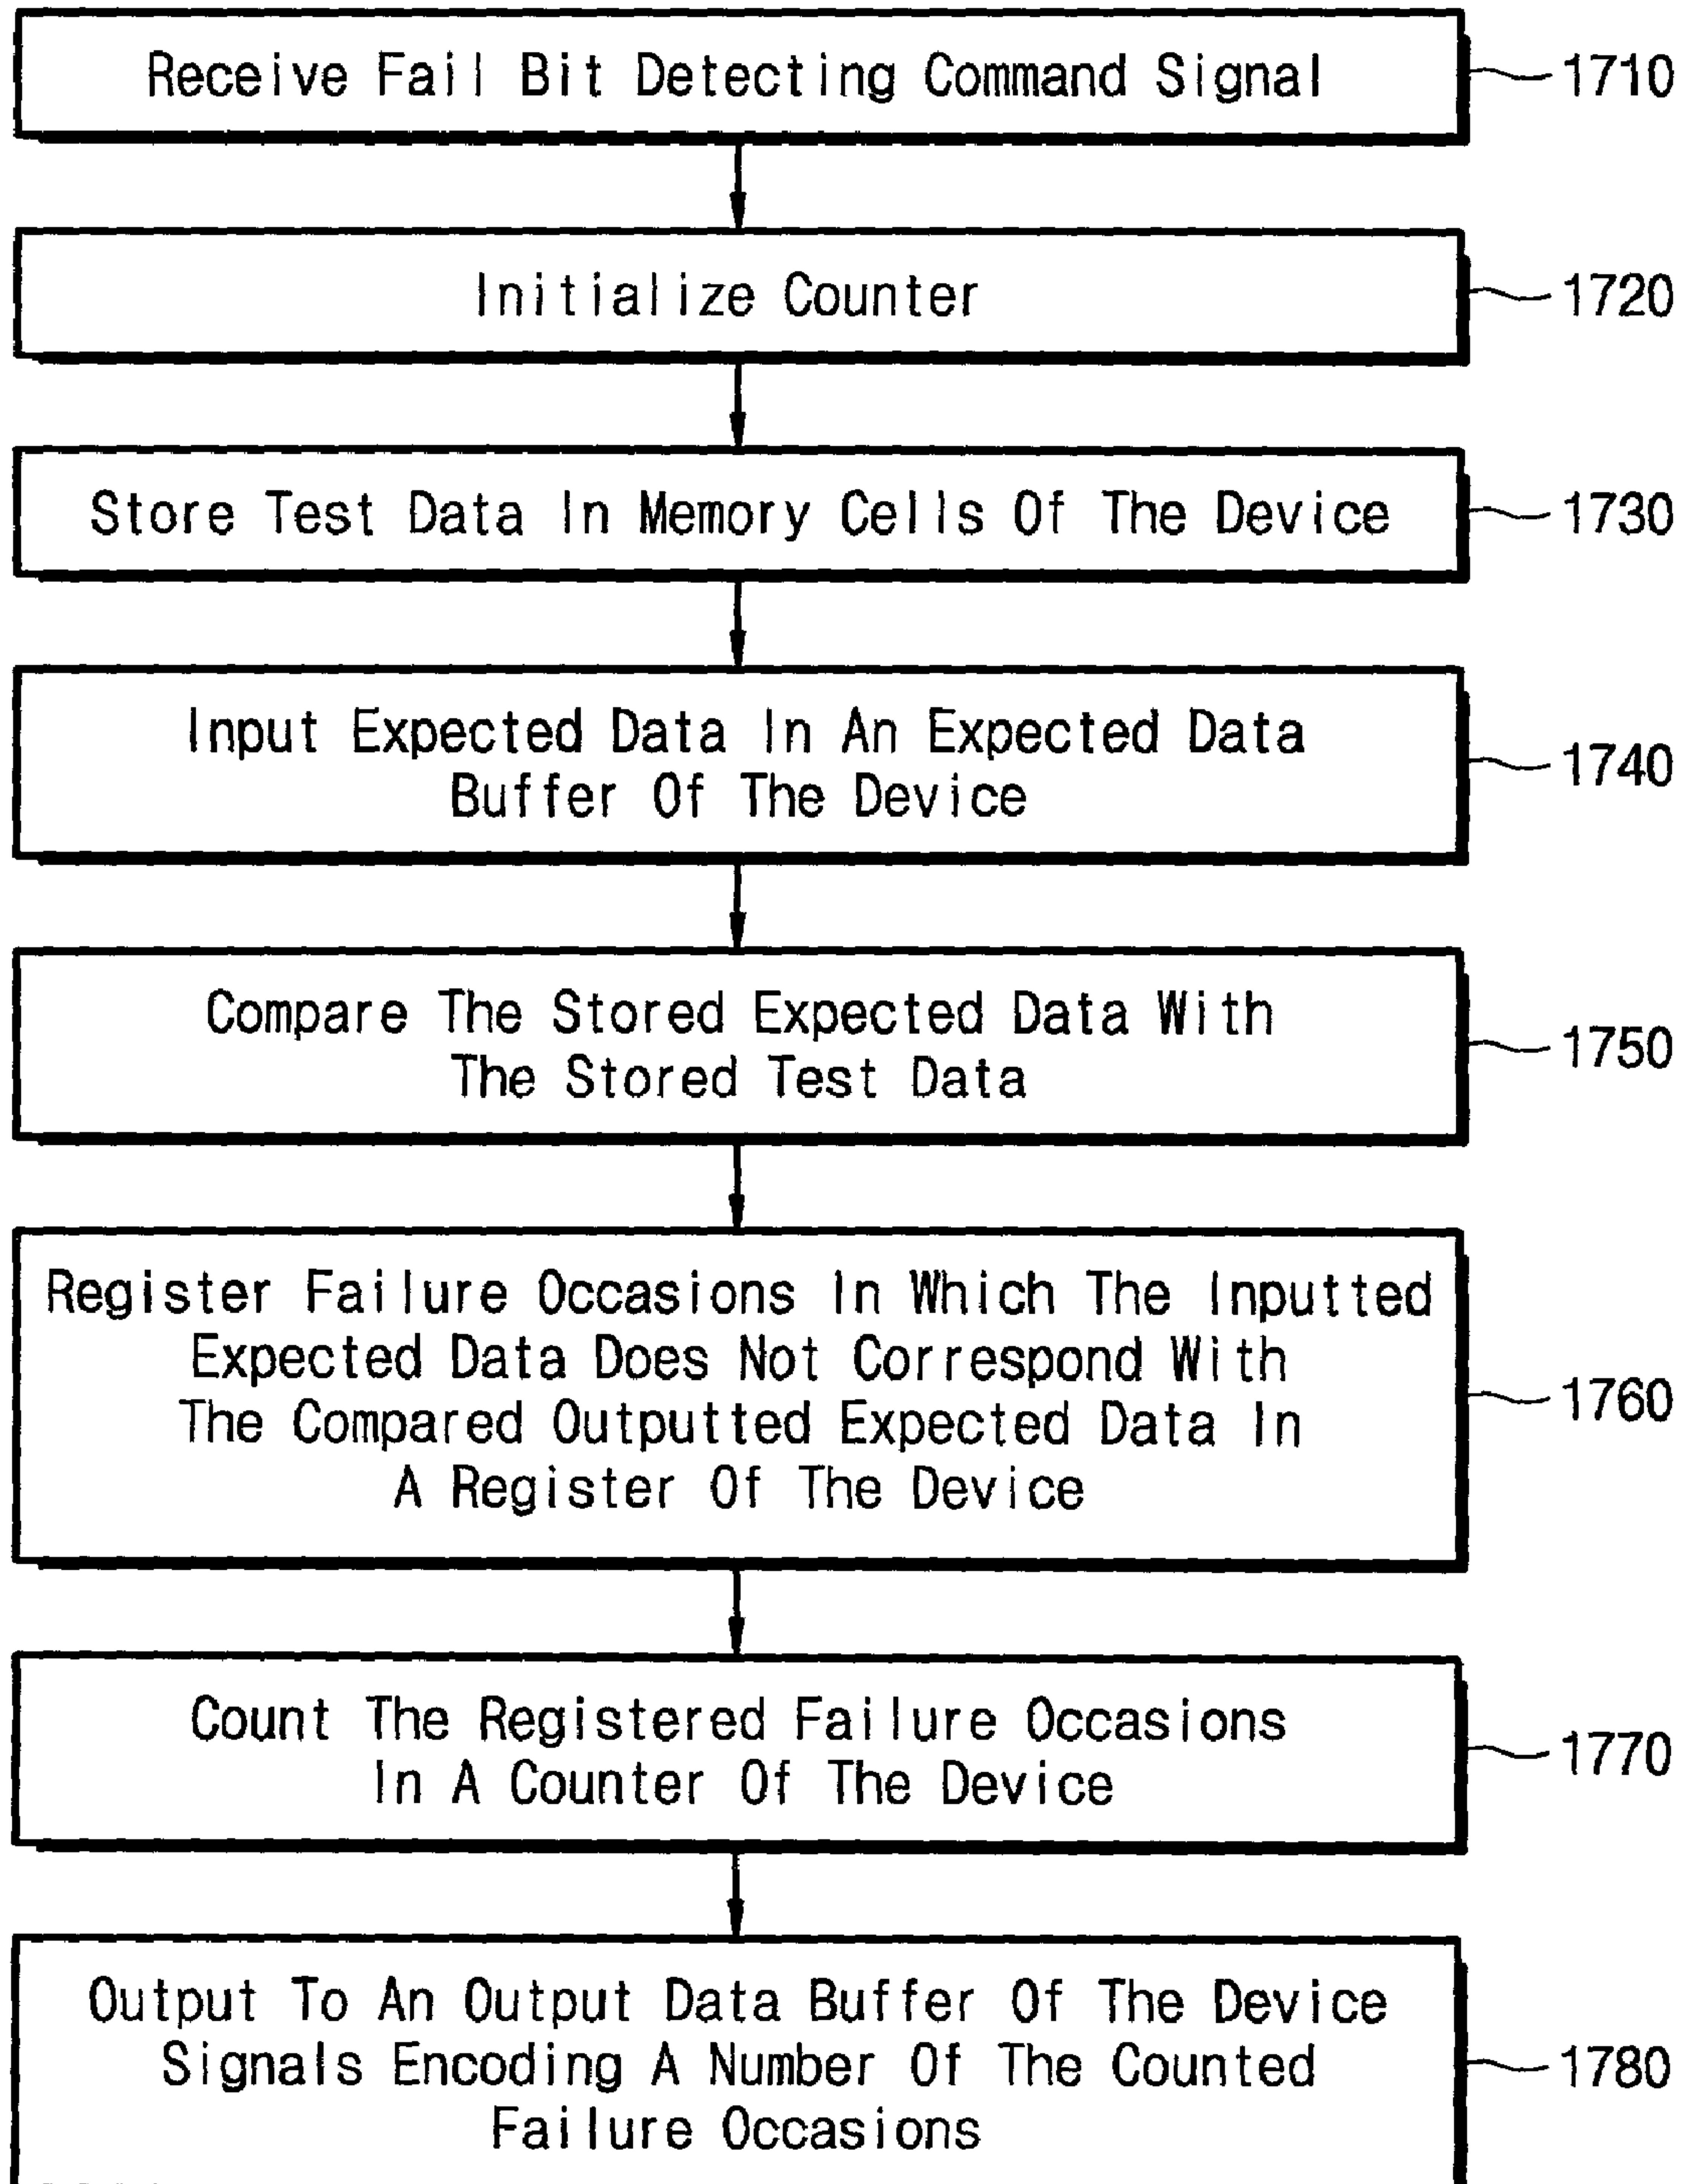 Receive Fail Bit Detecting Command Signal
1710
Initialize Counter
1720
Store Test Data In Memory Cells Of The Device
1730
Input Expected Data In An Expected Data
Buffer Of The Device
1740
Compare The Stored Expected Data With
The Stored Test Data
1750
Register Failure Occasions In Which The Inputted
Expected Data Does Not Correspond With
The Compared Outputted Expected Data In
A Register Of The Device
1760
Count The Registered Failure Occasions
In A Counter Of The Device
1770
Output To An Output Data Buffer Of The Device
Signals Encoding A Number Of The Counted
Failure Occasions
1780